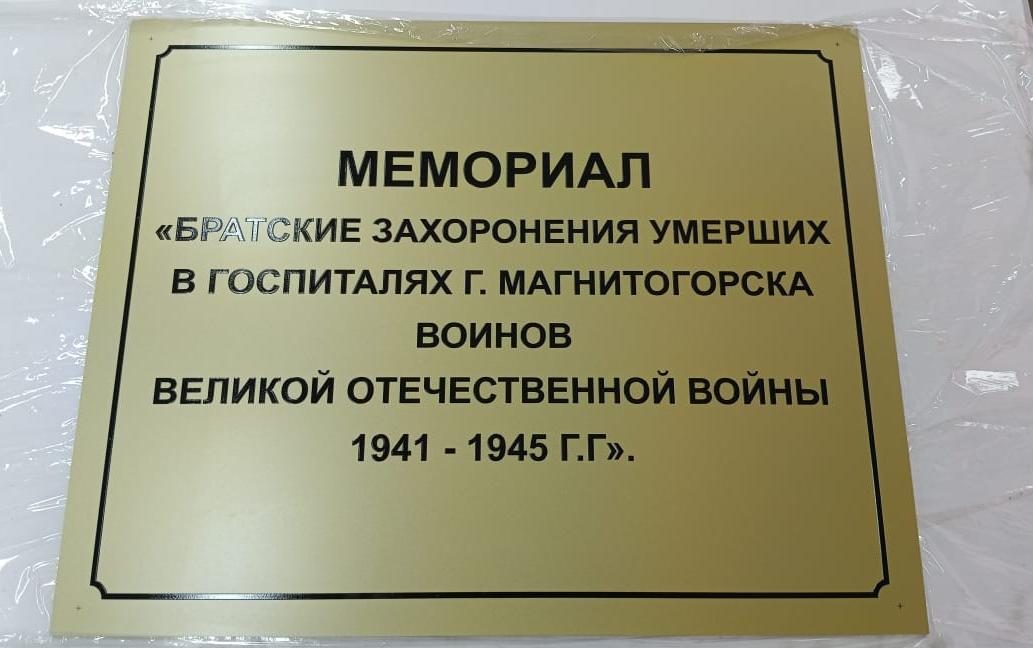 МЕМОРИАЛ
«БРАТСКИЕ ЗАХОРОНЕНИЯ УМЕРШИХ
В ГОСПИТАЛЯХ Г. МАГНИТОГОРСКА
ВОИНОВ
ВЕЛИКОЙ ОТЕЧЕСТВЕННОЙ ВОЙНЫ
1941 - 1945 Г.Г».